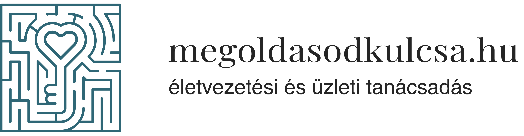 megoldasodkulcsa.hu
életvezetési és üzleti tanácsadás